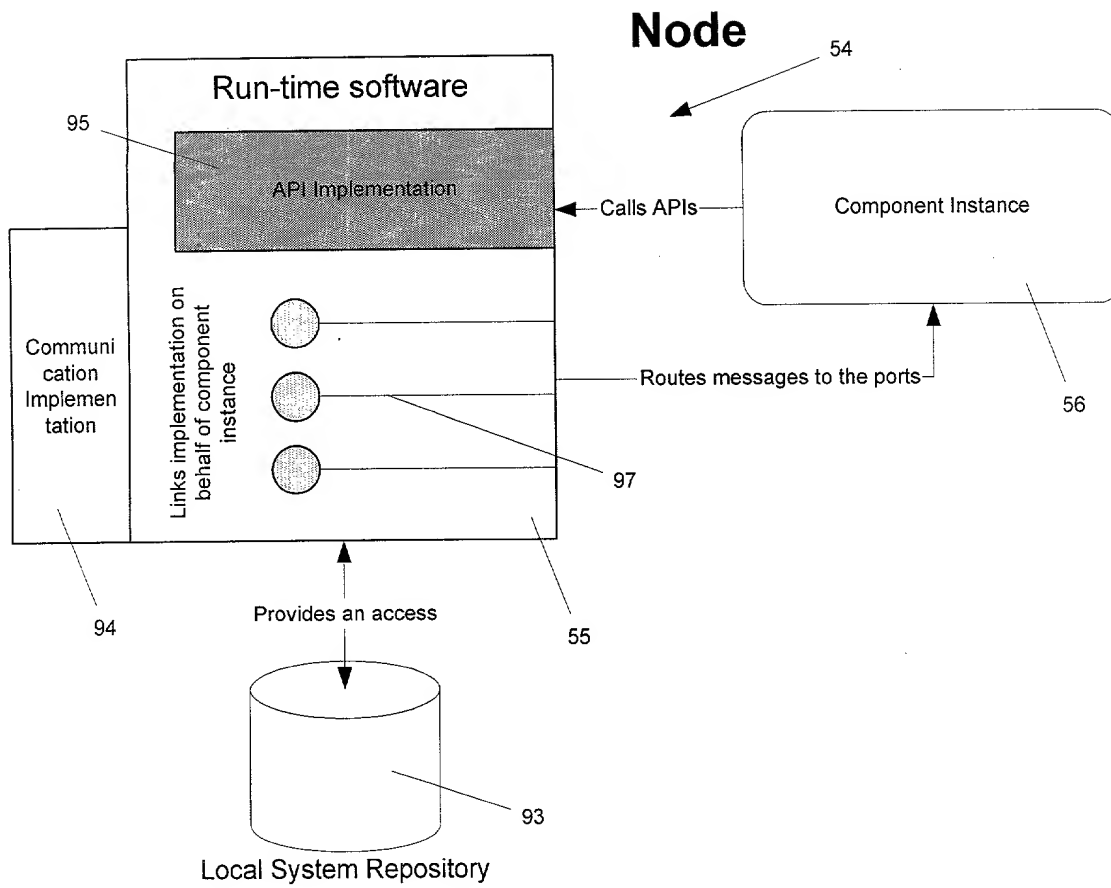 Node
54
Run-time software
95
API Implementation
Calls APIs
Component Instance
Communi
cation
Implemen
tation
Links implementation on
behalf of component
instance
Routes messages to the ports
56
97
94
Provides an access
55
93
Local System Repository